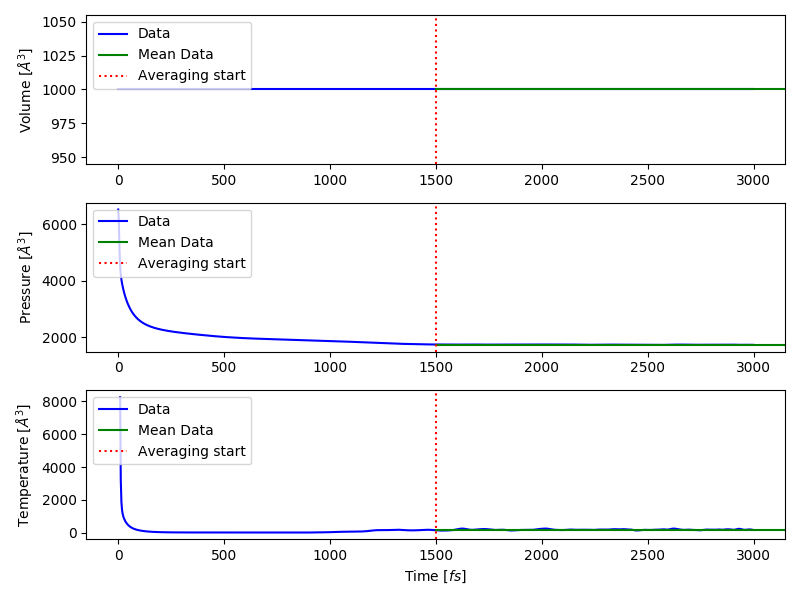 Volume [Å³]
1050
1025
1000
975
950
Data
Mean Data
Averaging start
0 500 1000 1500 2000 2500 3000
Pressure [Å³]
6000
4000
2000
Data
Mean Data
Averaging start
0 500 1000 1500 2000 2500 3000
Temperature [Å³]
8000
6000
4000
2000
0
Data
Mean Data
Averaging start
0 500 1000 1500 2000 2500 3000
Time [fs]